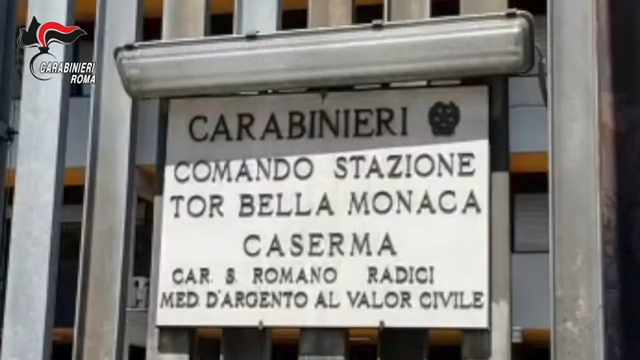 CARABINIERI
ROMA
CARABINIERI
COMANDO STAZIONE
TOR BELLA MONACA
CASERMA
CAR. S. ROMANO RADICI
MED. D'ARGENTO AL VALOR CIVILE